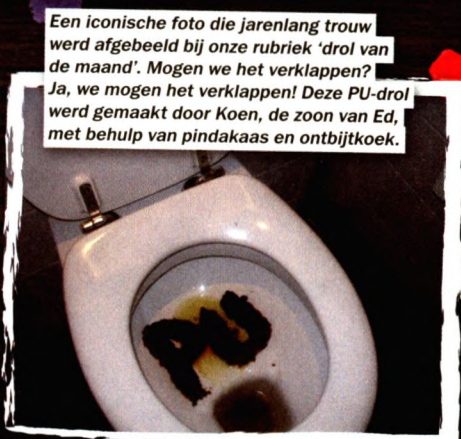 Een iconische foto die jarenlang trouw
werd afgebeeld bij onze rubriek ‘drol van
de maand’. Mogen we het verklappen?
Ja, we mogen het verklappen! Deze PU-drol
werd gemaakt door Koen, de zoon van Ed,
met behulp van pindakaas en ontbijtkoek.
PU